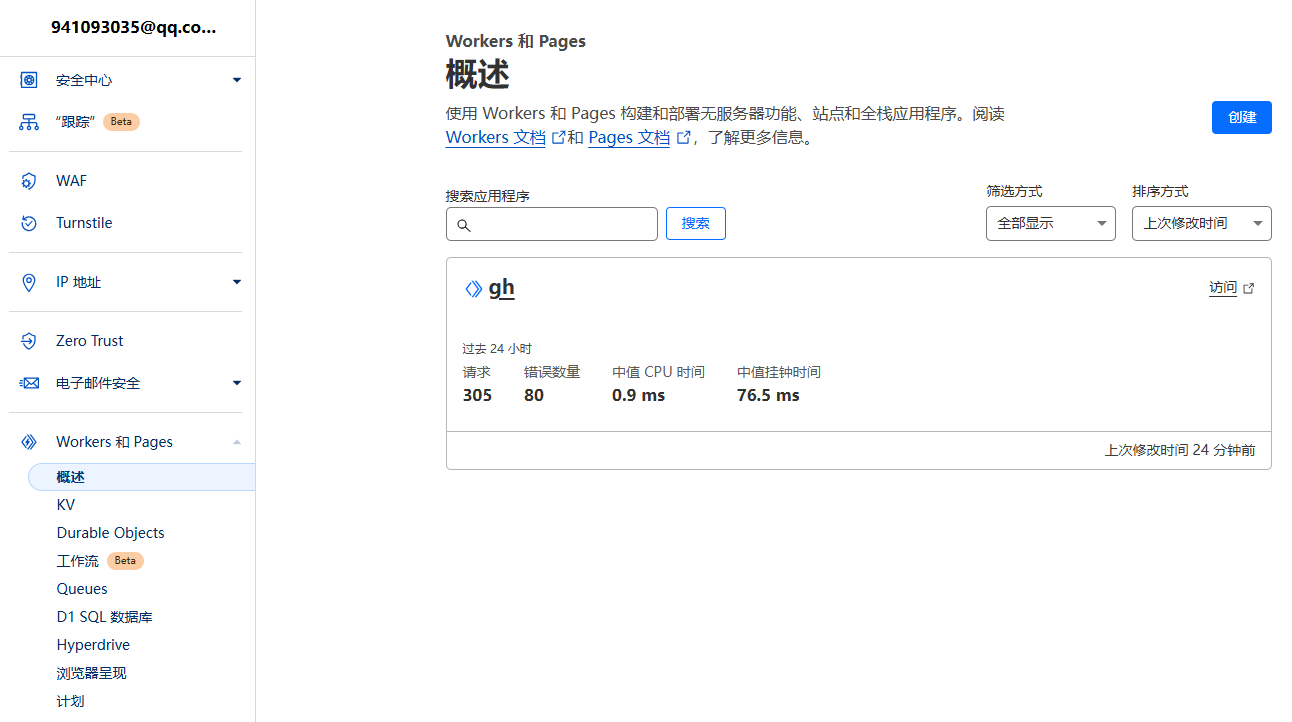 941093035@qq.co...
安全中心
“跟踪” Beta
WAF
Turnstile
IP 地址
Zero Trust
电子邮件安全
Workers 和 Pages
概述
KV
Durable Objects
工作流 Beta
Queues
D1 SQL 数据库
Hyperdrive
浏览器呈现
计划
Workers 和 Pages
概述
使用 Workers 和 Pages 构建和部署无服务器功能、站点和全栈应用程序。阅读
Workers 文档 和 Pages 文档 ，了解更多信息。
创建
搜索应用程序
搜索
筛选方式
全部显示
排序方式
上次修改时间
gh
访问
过去 24 小时
请求 错误数量 中值 CPU 时间 中值挂钟时间
305 80 0.9 ms 76.5 ms
上次修改时间 24 分钟前